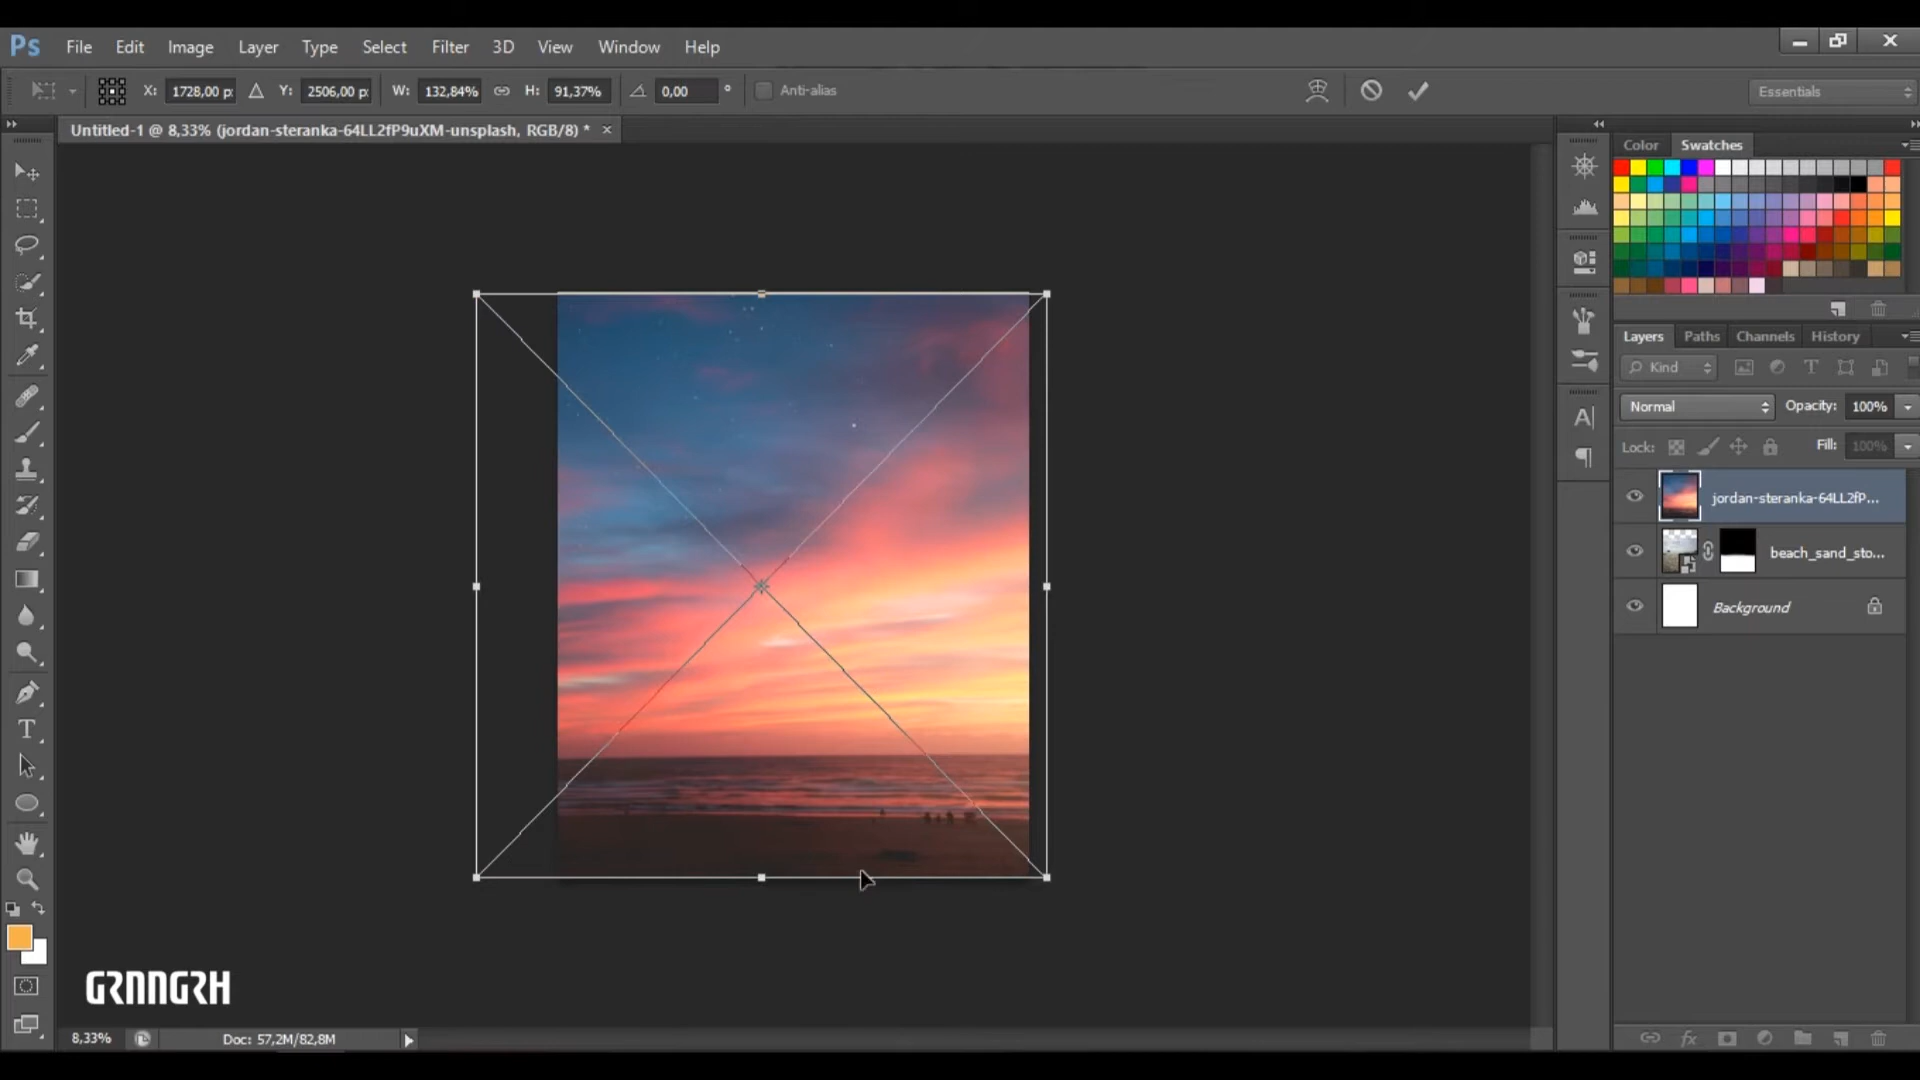 Ps File Edit Image Layer Type Select Filter 3D View Window Help
X: 1728,00 p Y: 2506,00 p W: 132,84% H: 91,37% 0,00 ° Anti-alias Essentials
Untitled-1 @ 8,33% (jordan-steranka-64LL2fP9uXM-unsplash, RGB/8) * ×
Color Swatches
Layers Paths Channels History
Kind
Normal Opacity: 100%
Lock: Fill: 100%
jordan-steranka-64LL2fP...
beach_sand_sto...
Background
GRNNGRH
8,33% Doc: 57,2M/82,8M